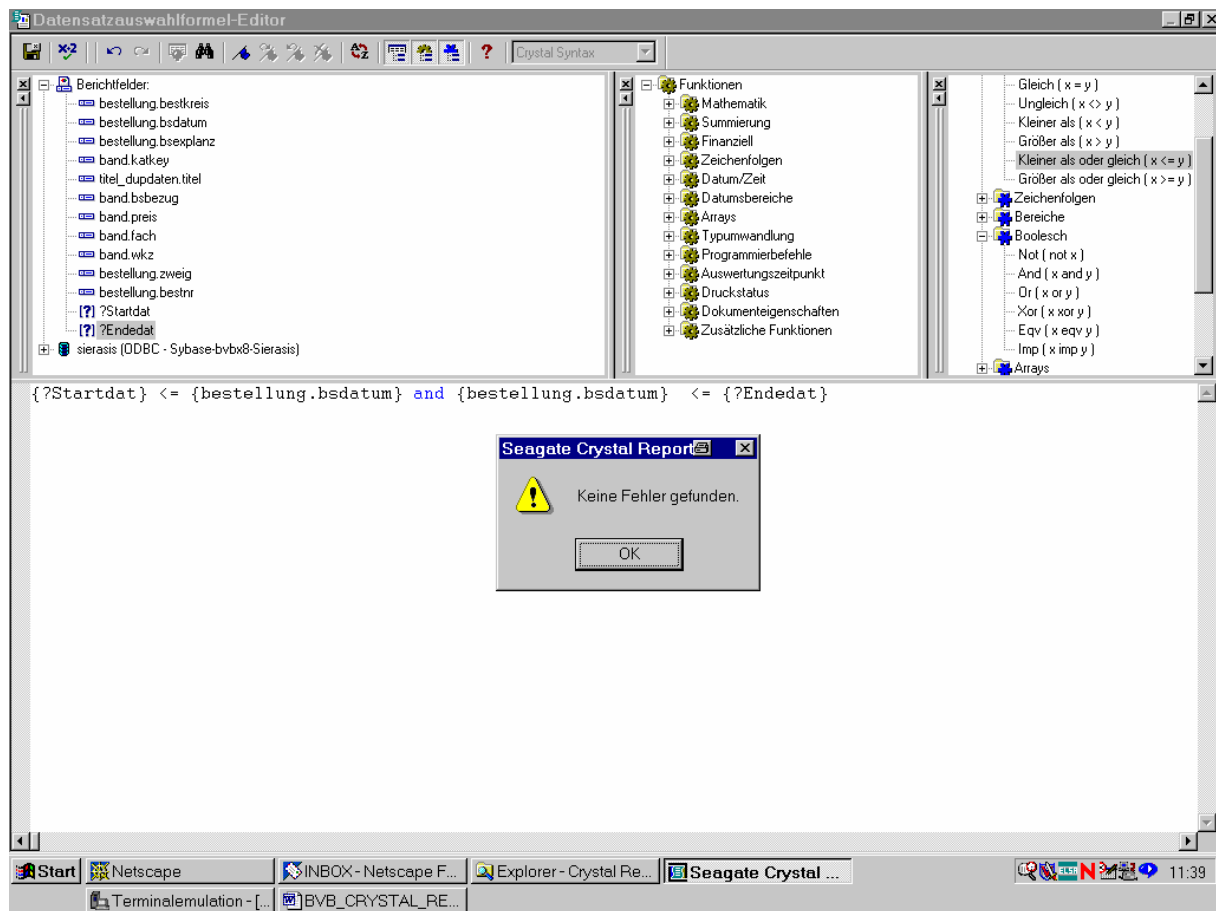 Datensatzauswahlformel-Editor
Crystal Syntax
Berichtfelder:
bestellung.bestkreis
bestellung.bsdatum
bestellung.bsexplanz
band.katkey
titel_dupdaten.titel
band.bsbezug
band.preis
band.fach
band.wkz
bestellung.zweig
bestellung.bestnr
?Startdat
?Endedat
sierasis (ODBC - Sybase-bvbx8-Sierasis)
Funktionen
Mathematik
Summierung
Finanziell
Zeichenfolgen
Datum/Zeit
Datumsbereiche
Arrays
Typumwandlung
Programmierbefehle
Auswertungszeitpunkt
Druckstatus
Dokumenteigenschaften
Zusätzliche Funktionen
Gleich ( x = y )
Ungleich ( x <> y )
Kleiner als ( x < y )
Größer als ( x > y )
Kleiner als oder gleich ( x <= y )
Größer als oder gleich ( x >= y )
Zeichenfolgen
Bereiche
Boolesch
Not ( not x )
And ( x and y )
Or ( x or y )
Xor ( x xor y )
Eqv ( x eqv y )
Imp ( x imp y )
Arrays
{?Startdat} <= {bestellung.bsdatum} and {bestellung.bsdatum}  <= {?Endedat}
Seagate Crystal Report
Keine Fehler gefunden.
OK
Start
Netscape
INBOX - Netscape F...
Explorer - Crystal Re...
Seagate Crystal ...
ELSA
N
11:39
Terminalemulation - [...
BVB_CRYSTAL_RE...